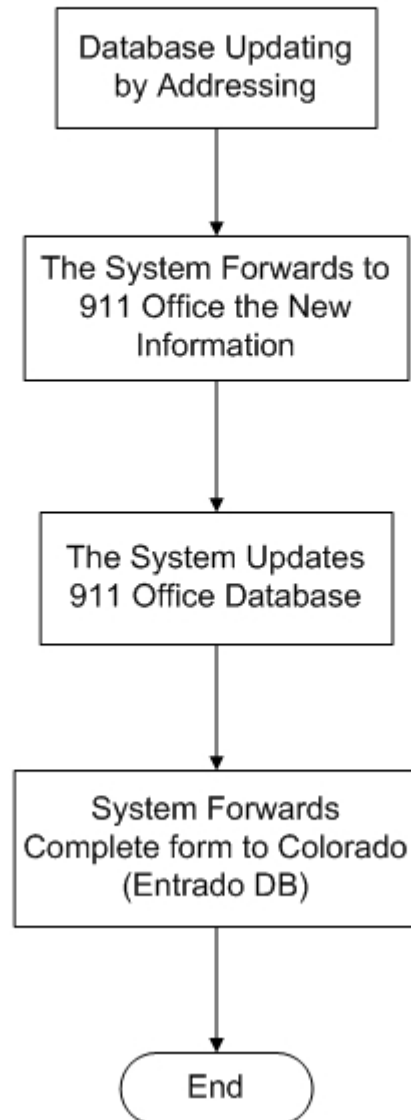 Database Updating
by Addressing
The System Forwards to
911 Office the New
Information
The System Updates
911 Office Database
System Forwards
Complete form to Colorado
(Entrado DB)
End